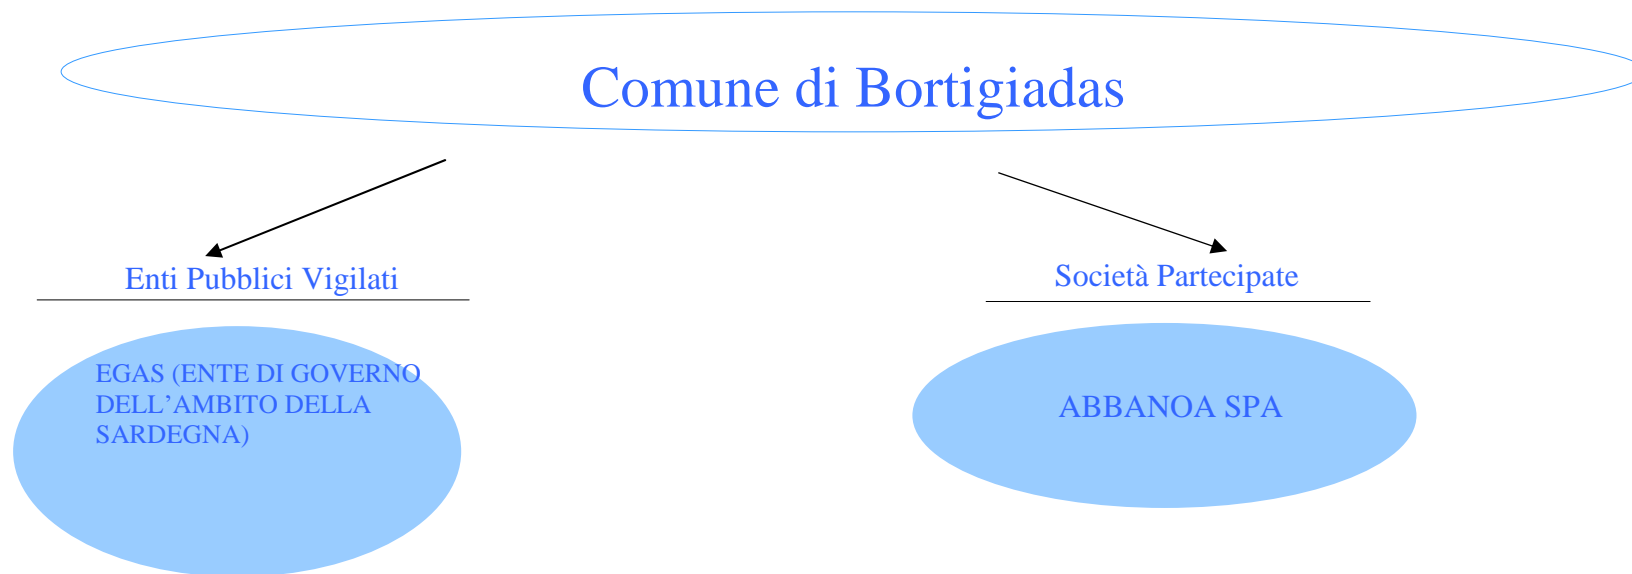 Comune di Bortigiadas
Enti Pubblici Vigilati
Società Partecipate
EGAS (ENTE DI GOVERNO
DELL’AMBITO DELLA
SARDEGNA)
ABBANOA SPA